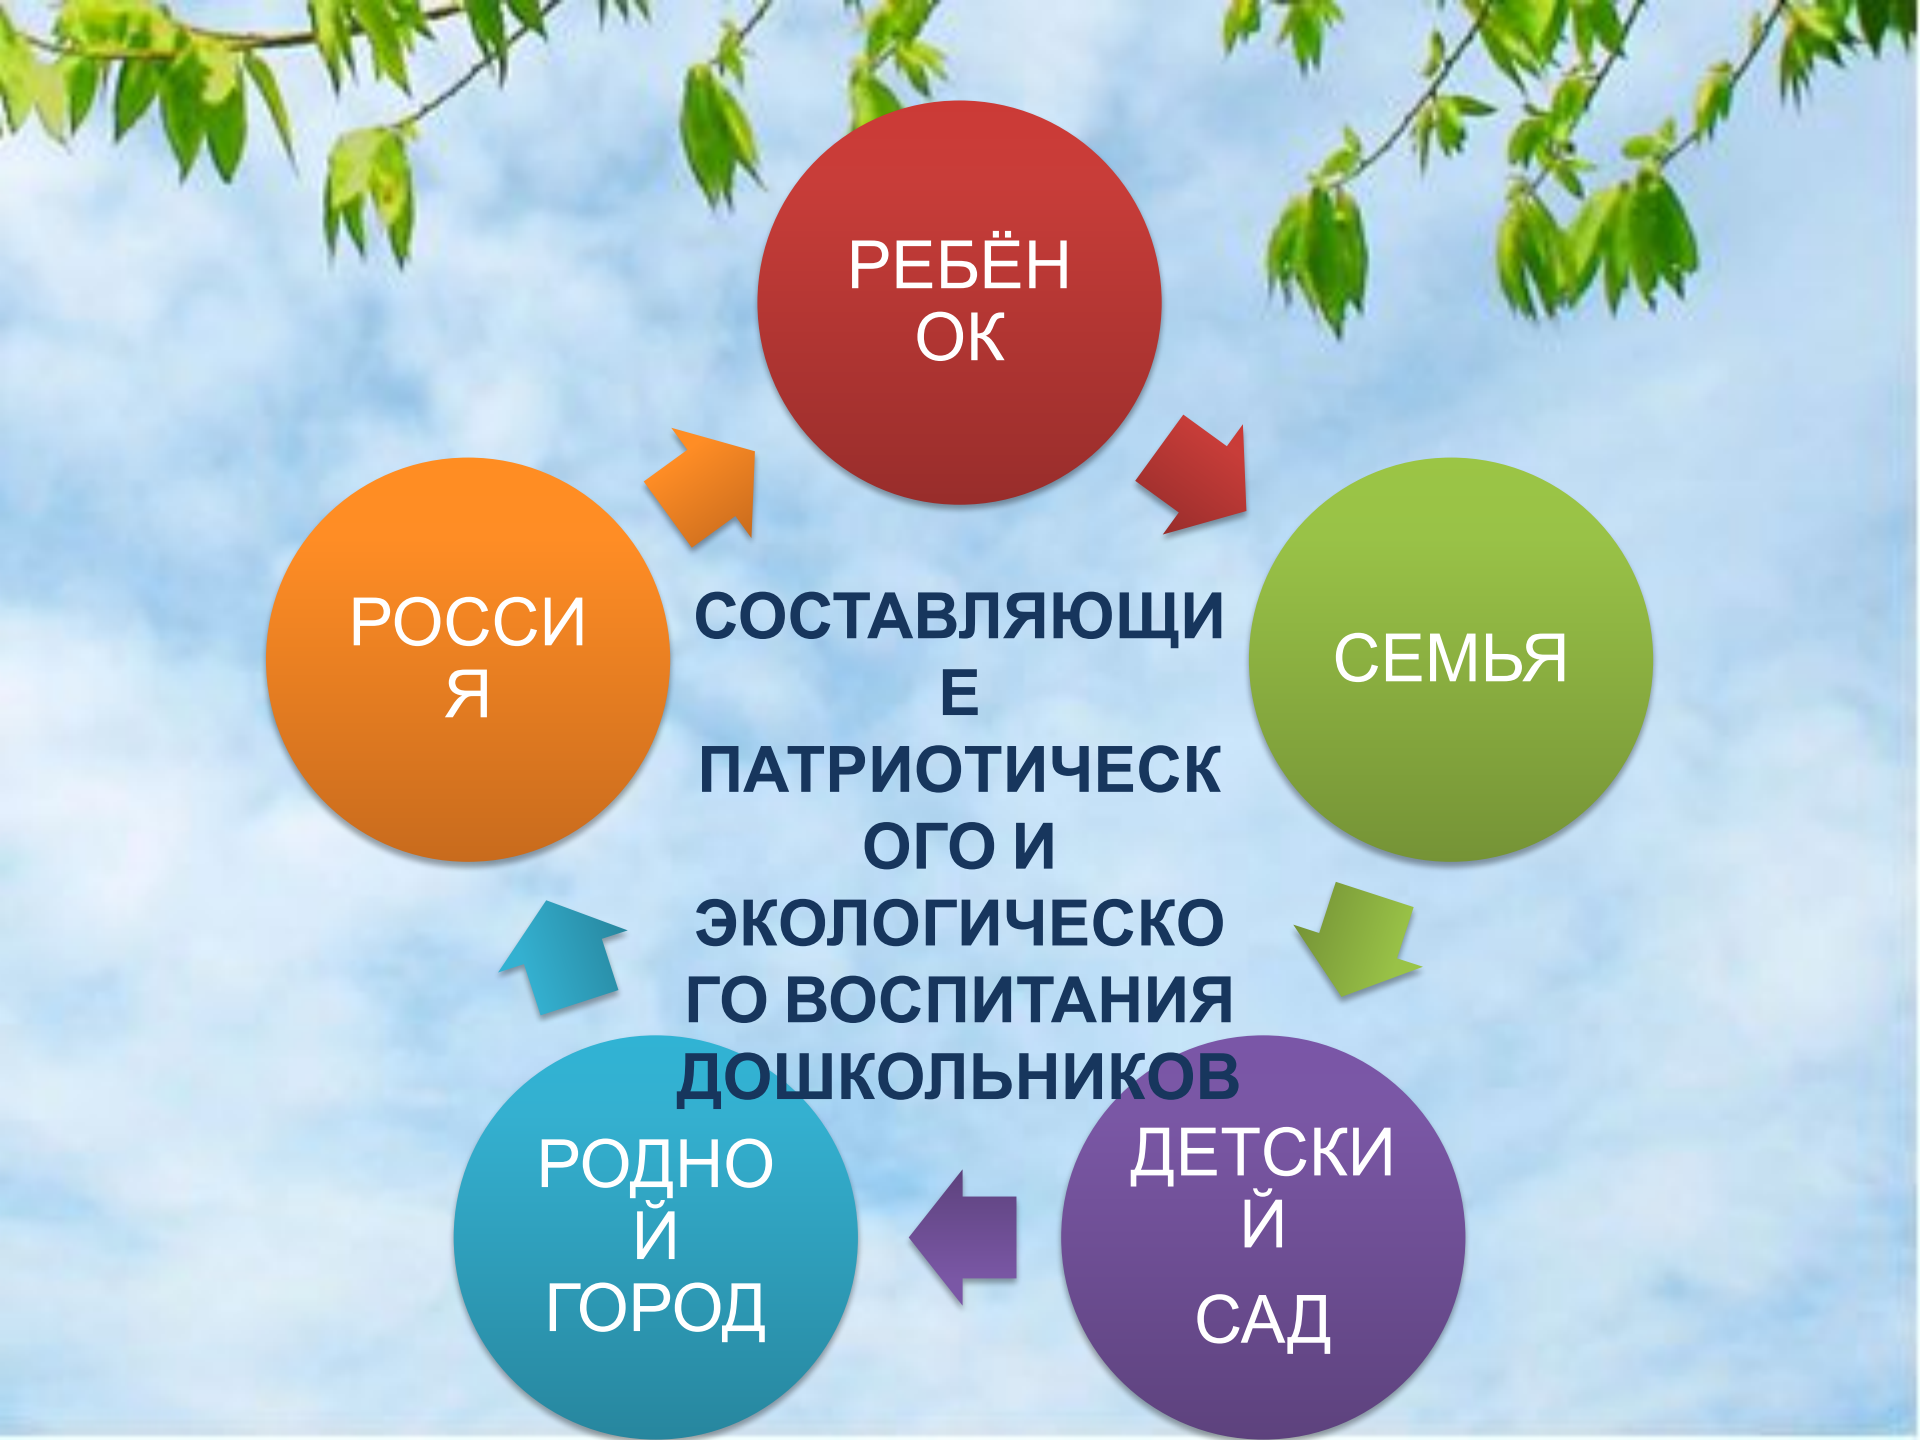 РЕБЁН
ОК
СЕМЬЯ
ДЕТСКИ
Й
САД
РОДНО
Й
ГОРОД
РОССИ
Я
СОСТАВЛЯЮЩИ
Е
ПАТРИОТИЧЕСК
ОГО И
ЭКОЛОГИЧЕСКО
ГО ВОСПИТАНИЯ
ДОШКОЛЬНИКОВ